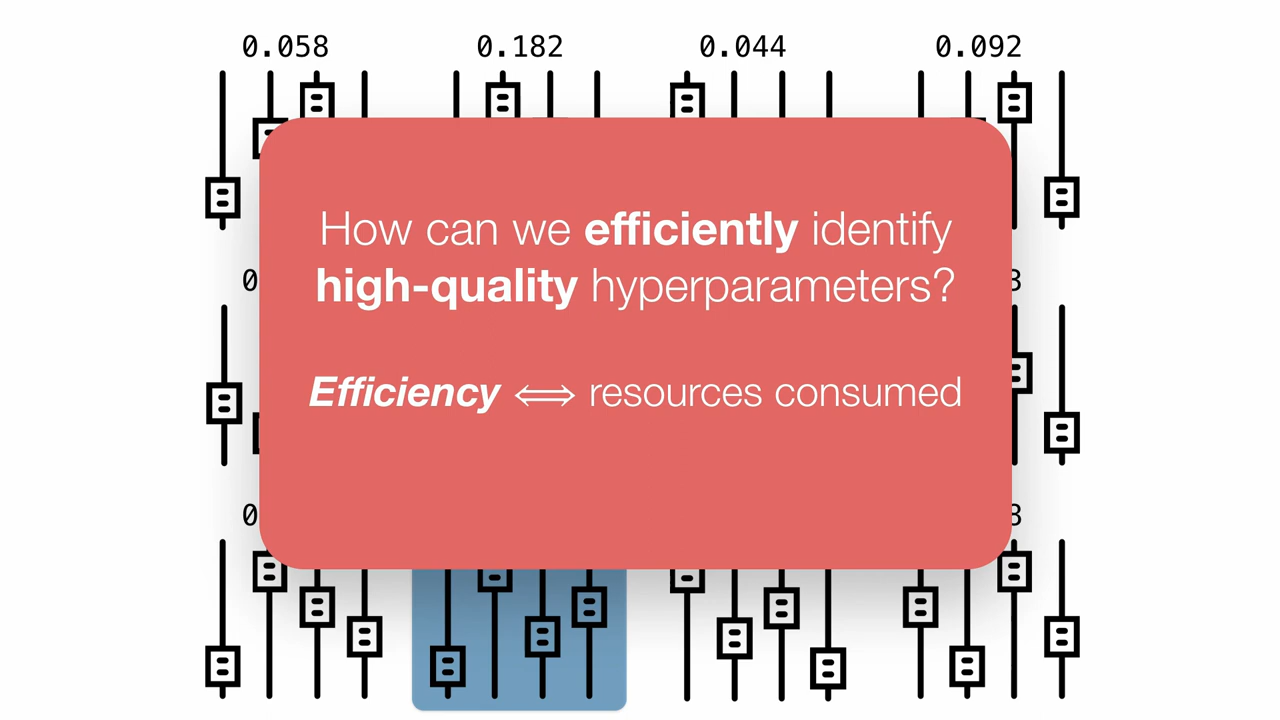 0.058 0.182 0.044 0.092
How can we efficiently identify
high-quality hyperparameters?
Efficiency ⟺ resources consumed